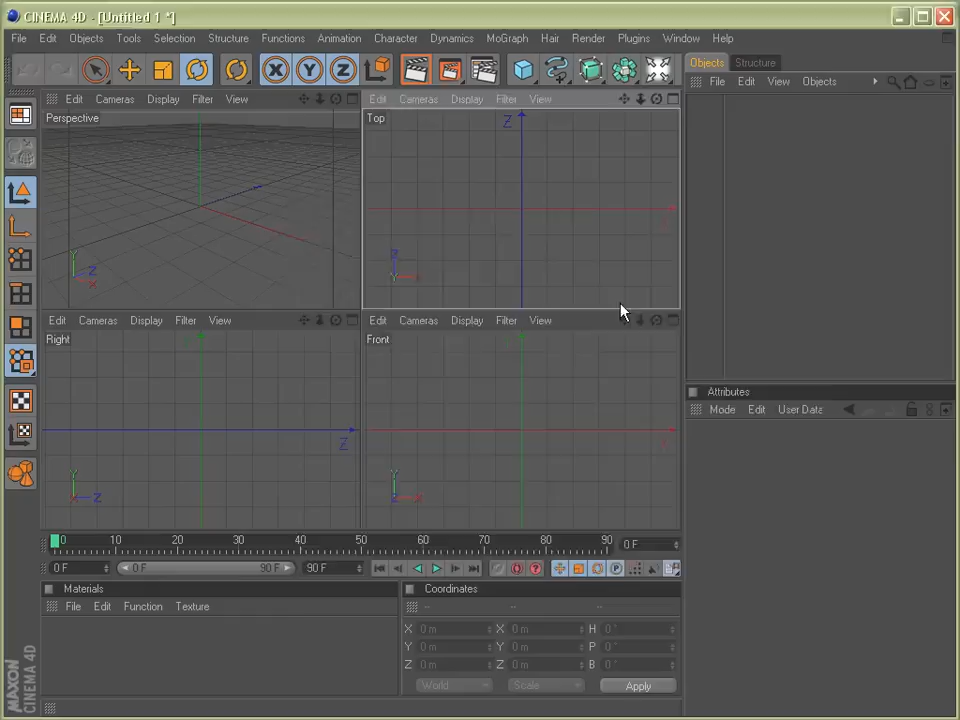 CINEMA 4D - [Untitled 1 *]
File Edit Objects Tools Selection Structure Functions Animation Character Dynamics MoGraph Hair Render Plugins Window Help
Objects Structure
File Edit View Objects
Edit Cameras Display Filter View
Edit Cameras Display Filter View
Perspective
Y Z X
Top
Z
Z Y
Edit Cameras Display Filter View
Edit Cameras Display Filter View
Right
Z
Y X Z
Front
Y
Attributes
Mode Edit User Data
0 10 20 30 40 50 60 70 80 90 0 F
0 F 0 F 90 F 90 F
Materials
File Edit Function Texture
Coordinates
-- -- --
X 0 m X 0 m H 0 °
Y 0 m Y 0 m P 0 °
Z 0 m Z 0 m B 0 °
World Scale Apply
MAXON
CINEMA 4D